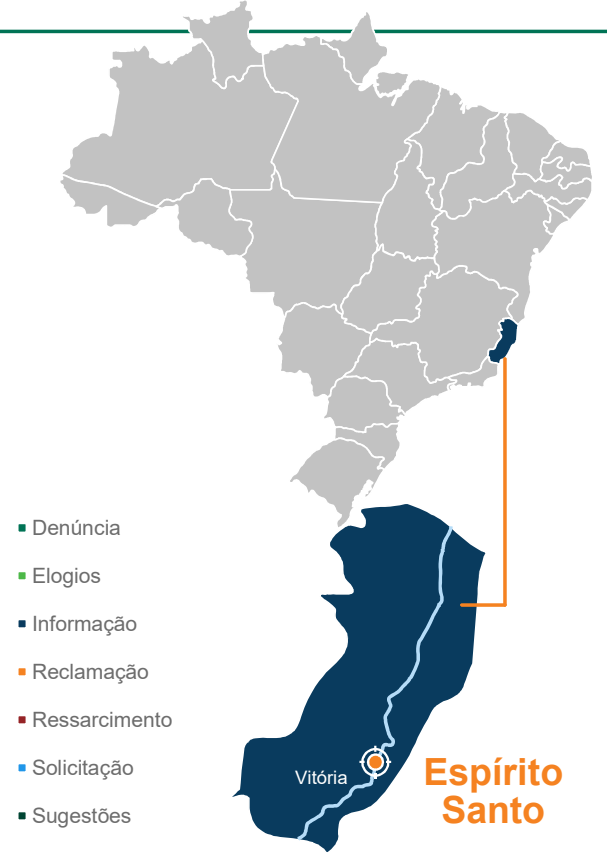 Denúncia
Elogios
Informação
Reclamação
Ressarcimento
Solicitação
Sugestões
Vitória
Espírito
Santo